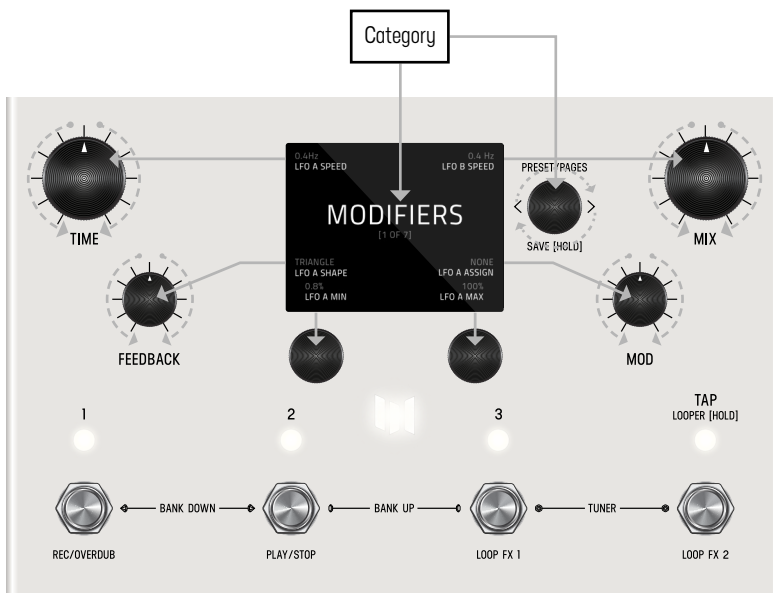 Category
0.4Hz
LFO A SPEED
0.4 Hz
LFO B SPEED
PRESET/PAGES
MODIFIERS
[1 OF 7]
SAVE [HOLD]
TIME
MIX
TRIANGLE
LFO A SHAPE
NONE
LFO A ASSIGN
0.8%
LFO A MIN
100%
LFO A MAX
FEEDBACK
MOD
1
2
3
TAP
LOOPER [HOLD]
BANK DOWN
BANK UP
TUNER
REC/OVERDUB
PLAY/STOP
LOOP FX 1
LOOP FX 2